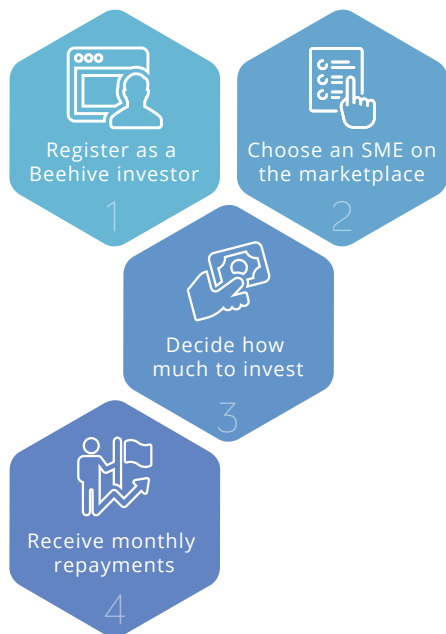 Register as a
Beehive investor
1
Choose an SME on
the marketplace
2
Decide how
much to invest
3
Receive monthly
repayments
4